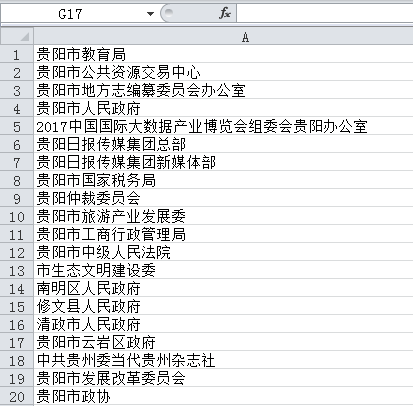 G17
fx
A
1 贵阳市教育局
2 贵阳市公共资源交易中心
3 贵阳市地方志编纂委员会办公室
4 贵阳市人民政府
5 2017中国国际大数据产业博览会组委会贵阳办公室
6 贵阳日报传媒集团总部
7 贵阳日报传媒集团新媒体部
8 贵阳市国家税务局
9 贵阳仲裁委员会
10 贵阳市旅游产业发展委
11 贵阳市工商行政管理局
12 贵阳市中级人民法院
13 市生态文明建设委
14 南明区人民政府
15 修文县人民政府
16 清政市人民政府
17 贵阳市云岩区政府
18 中共贵州委当代贵州杂志社
19 贵阳市发展改革委员会
20 贵阳市政协